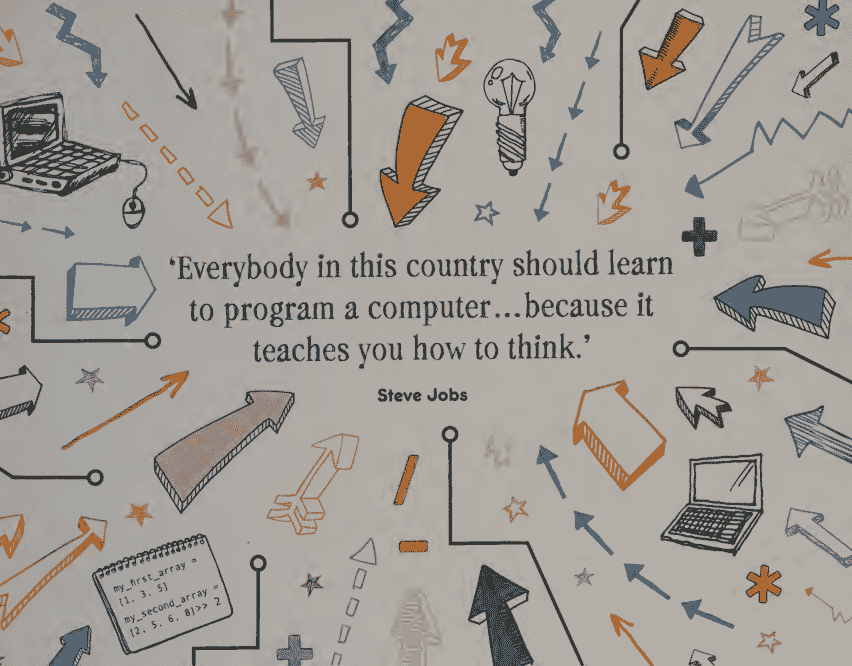 ‘Everybody in this country should learn
to program a computer...because it
teaches you how to think.’
Steve Jobs
my_first_array =
[1, 3, 5]
my_second_array =
[2, 5, 6, 8]>> 2